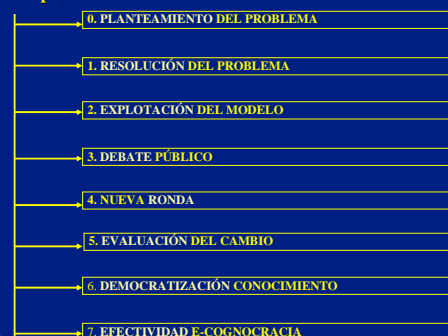 0. PLANTEAMIENTO DEL PROBLEMA
1. RESOLUCIÓN DEL PROBLEMA
2. EXPLOTACIÓN DEL MODELO
3. DEBATE PÚBLICO
4. NUEVA RONDA
5. EVALUACIÓN DEL CAMBIO
6. DEMOCRATIZACIÓN CONOCIMIENTO
7. EFECTIVIDAD E-COGNOCRACIA